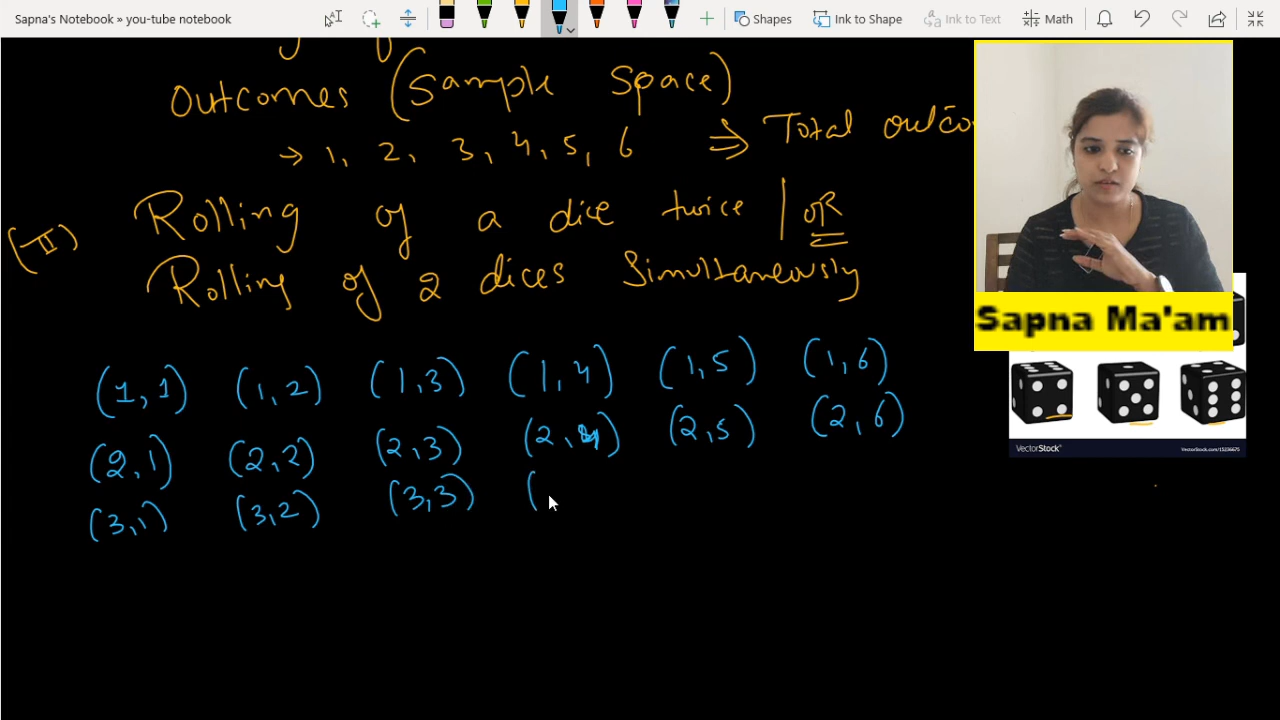 Sapna's Notebook » you-tube notebook
Shapes
Ink to Shape
Ink to Text
Math
Outcomes (Sample Space)
→ 1, 2, 3, 4, 5, 6 ⇒ Total outco
(II) Rolling of a dice twice | OR
Rolling of 2 dices Simultaneously
Sapna Ma'am
(1,1) (1,2) (1,3) (1,4) (1,5) (1,6)
(2,1) (2,2) (2,3) (2,4) (2,5) (2,6)
(3,1) (3,2) (3,3) (
VectorStock®